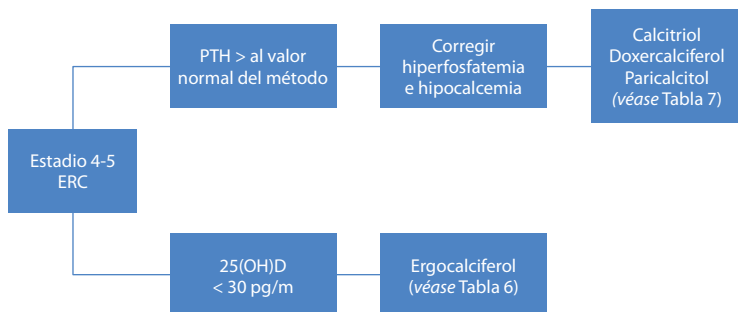 PTH > al valor
normal del método
Corregir
hiperfosfatemia
e hipocalcemia
Calcitriol
Doxercalciferol
Paricalcitol
(véase Tabla 7)
Estadio 4-5
ERC
25(OH)D
< 30 pg/m
Ergocalciferol
(véase Tabla 6)